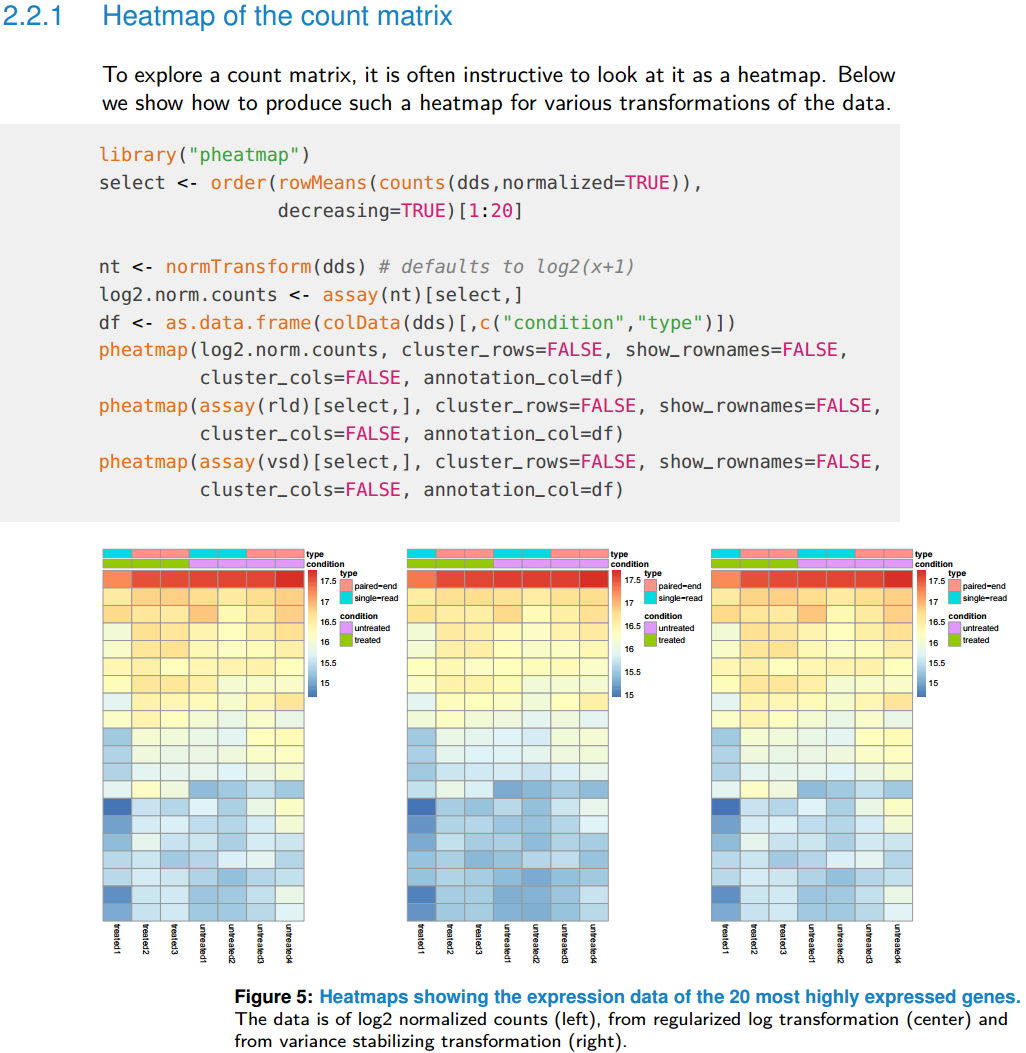 2.2.1 Heatmap of the count matrix
To explore a count matrix, it is often instructive to look at it as a heatmap. Below
we show how to produce such a heatmap for various transformations of the data.
library("pheatmap")
select <- order(rowMeans(counts(dds,normalized=TRUE)),
decreasing=TRUE)[1:20]
nt <- normTransform(dds) # defaults to log2(x+1)
log2.norm.counts <- assay(nt)[select,]
df <- as.data.frame(colData(dds)[,c("condition","type")])
pheatmap(log2.norm.counts, cluster_rows=FALSE, show_rownames=FALSE,
cluster_cols=FALSE, annotation_col=df)
pheatmap(assay(rld)[select,], cluster_rows=FALSE, show_rownames=FALSE,
cluster_cols=FALSE, annotation_col=df)
pheatmap(assay(vsd)[select,], cluster_rows=FALSE, show_rownames=FALSE,
cluster_cols=FALSE, annotation_col=df)
type
condition
17.5
17
16.5
16
15.5
15
type
paired-end
single-read
condition
untreated
treated
treated1
treated2
treated3
untreated1
untreated2
untreated3
untreated4
type
condition
17.5
17
16.5
16
15.5
15
type
paired-end
single-read
condition
untreated
treated
treated1
treated2
treated3
untreated1
untreated2
untreated3
untreated4
type
condition
17.5
17
16.5
16
15.5
15
type
paired-end
single-read
condition
untreated
treated
treated1
treated2
treated3
untreated1
untreated2
untreated3
untreated4
Figure 5: Heatmaps showing the expression data of the 20 most highly expressed genes.
The data is of log2 normalized counts (left), from regularized log transformation (center) and
from variance stabilizing transformation (right).